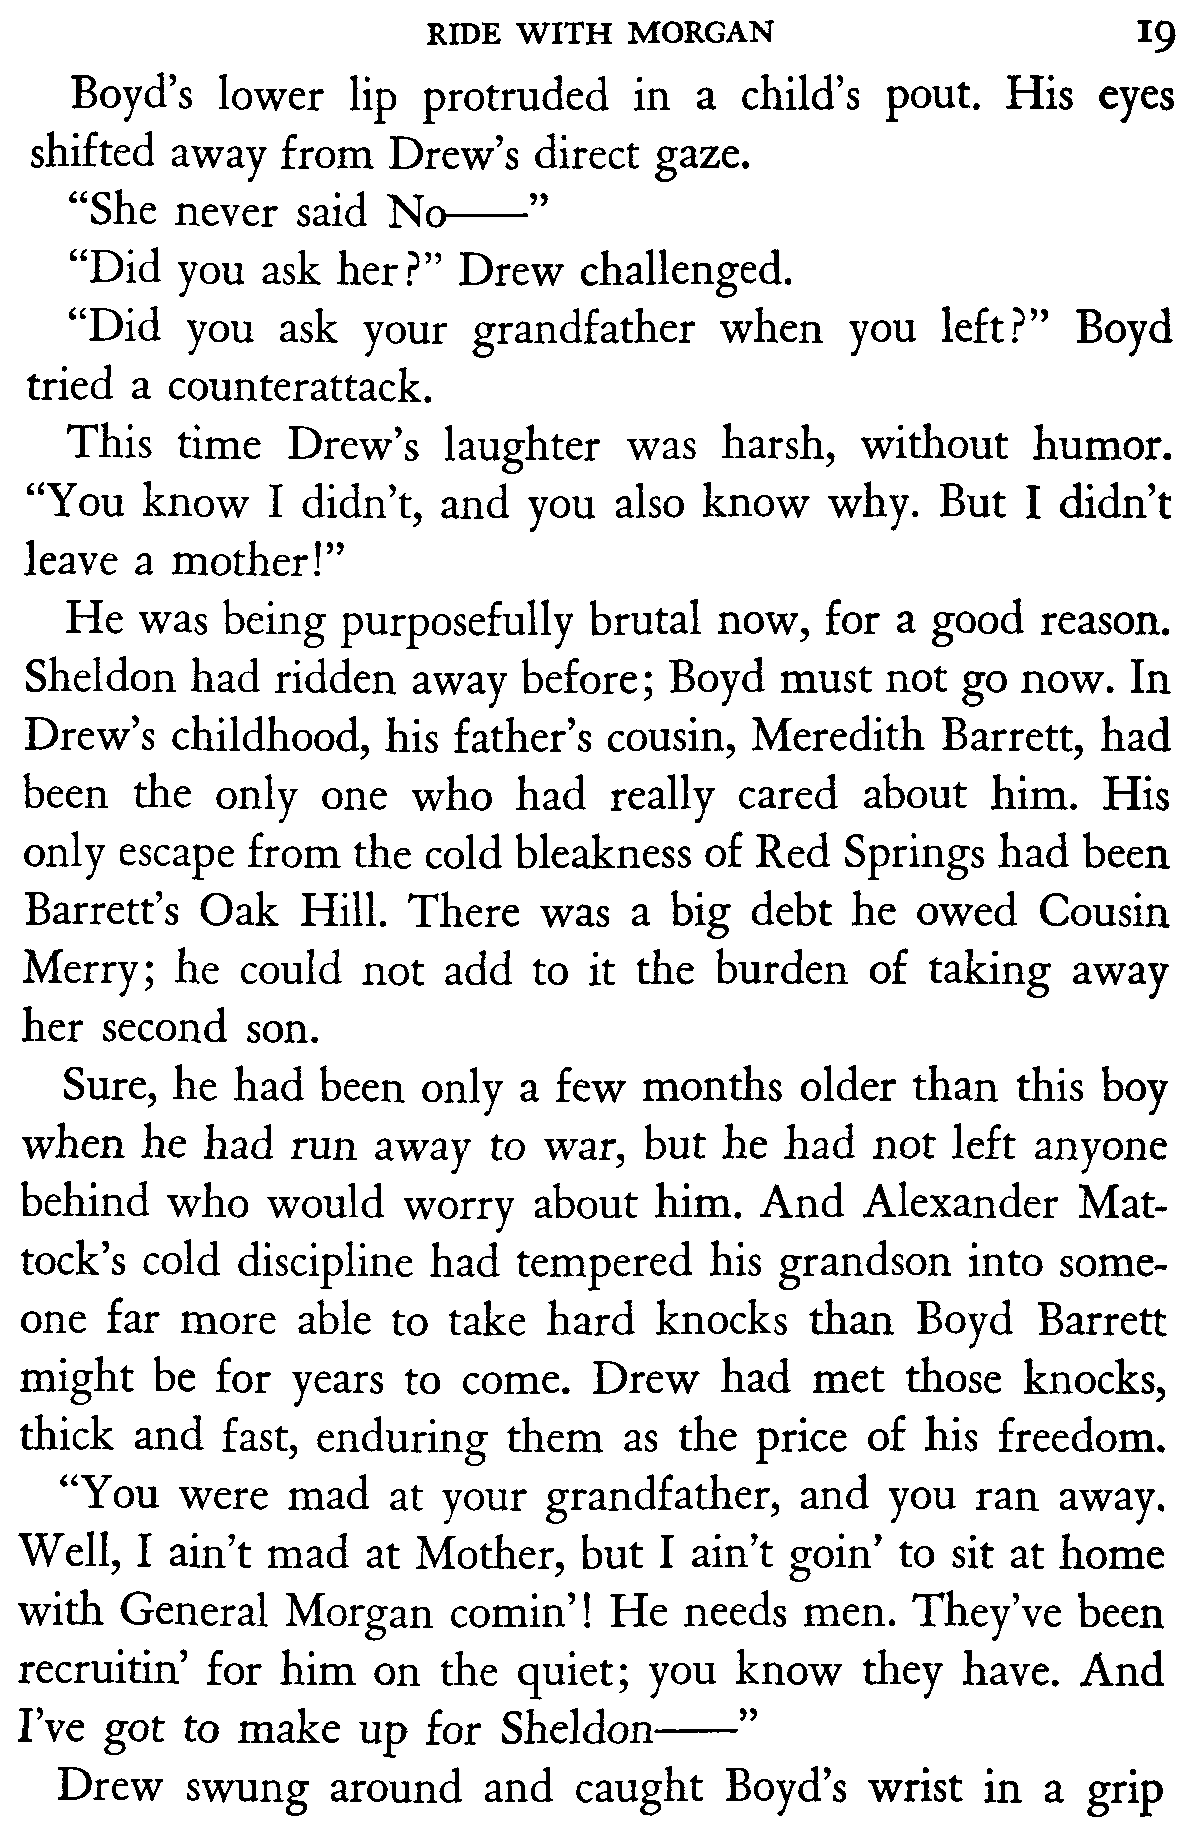 RIDE WITH MORGAN 19
Boyd's lower lip protruded in a child's pout. His eyes
shifted away from Drew's direct gaze.
“She never said No——”
“Did you ask her?” Drew challenged.
“Did you ask your grandfather when you left?” Boyd
tried a counterattack.
This time Drew's laughter was harsh, without humor.
“You know I didn't, and you also know why. But I didn't
leave a mother!”
He was being purposefully brutal now, for a good reason.
Sheldon had ridden away before; Boyd must not go now. In
Drew's childhood, his father's cousin, Meredith Barrett, had
been the only one who had really cared about him. His
only escape from the cold bleakness of Red Springs had been
Barrett's Oak Hill. There was a big debt he owed Cousin
Merry; he could not add to it the burden of taking away
her second son.
Sure, he had been only a few months older than this boy
when he had run away to war, but he had not left anyone
behind who would worry about him. And Alexander Mat-
tock's cold discipline had tempered his grandson into some-
one far more able to take hard knocks than Boyd Barrett
might be for years to come. Drew had met those knocks,
thick and fast, enduring them as the price of his freedom.
“You were mad at your grandfather, and you ran away.
Well, I ain't mad at Mother, but I ain't goin' to sit at home
with General Morgan comin'! He needs men. They've been
recruitin' for him on the quiet; you know they have. And
I've got to make up for Sheldon——”
Drew swung around and caught Boyd's wrist in a grip